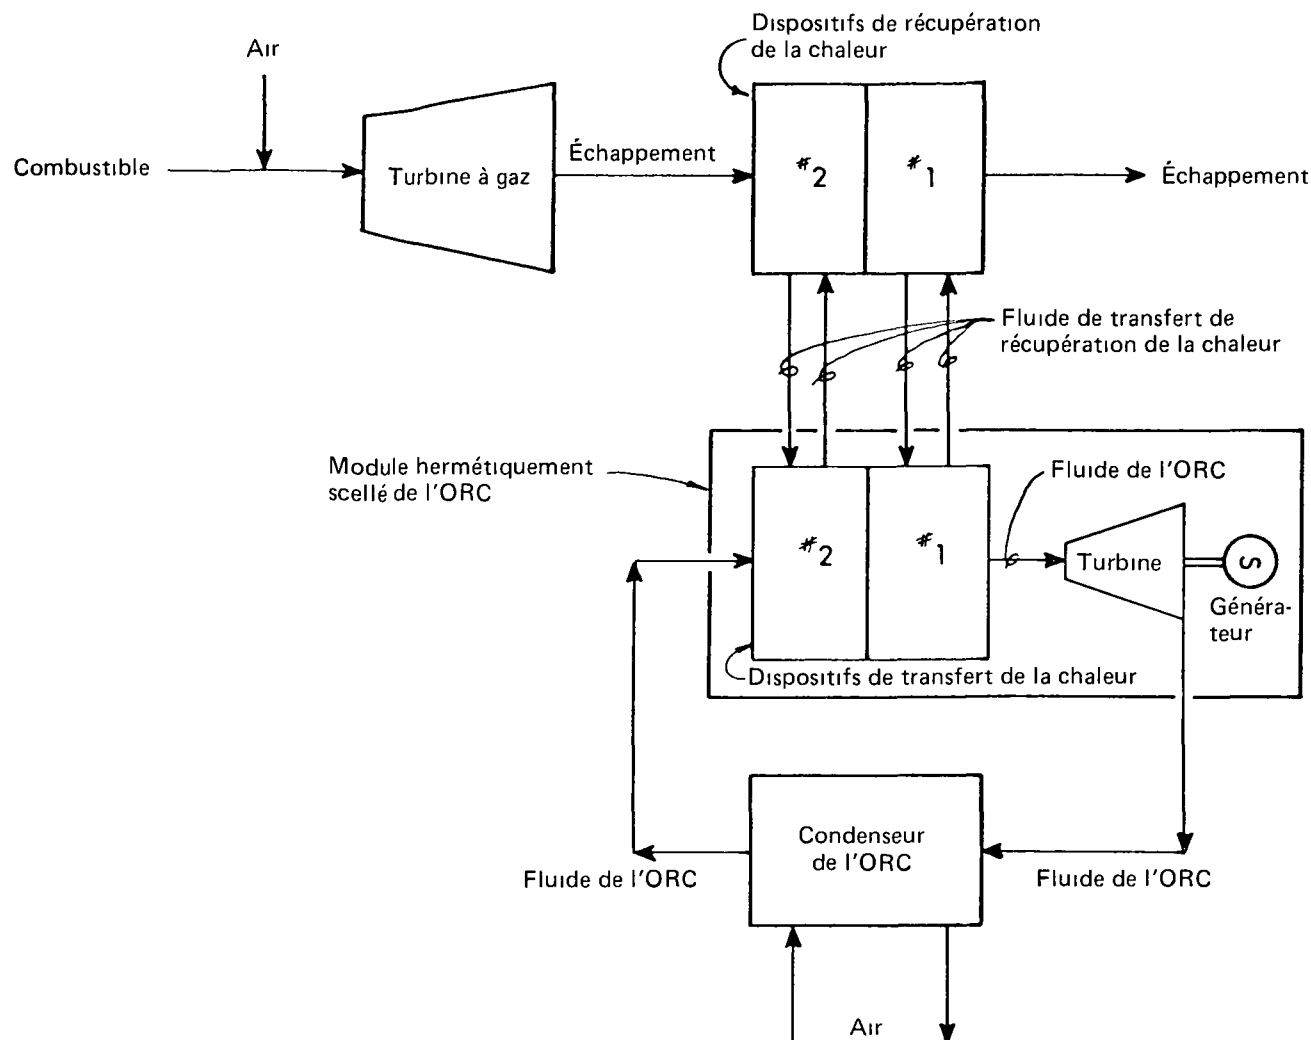 Dispositifs de récupération
de la chaleur
Air
Combustible
Turbine à gaz
Échappement
#2
#1
Échappement
Fluide de transfert de
récupération de la chaleur
Module hermétiquement
scellé de l'ORC
Fluide de l'ORC
#2
#1
Turbine
S
Généra-
teur
Dispositifs de transfert de la chaleur
Condenseur
de l'ORC
Fluide de l'ORC
Fluide de l'ORC
Air